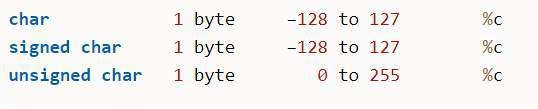 char 1 byte –128 to 127 %c
signed char 1 byte –128 to 127 %c
unsigned char 1 byte 0 to 255 %c